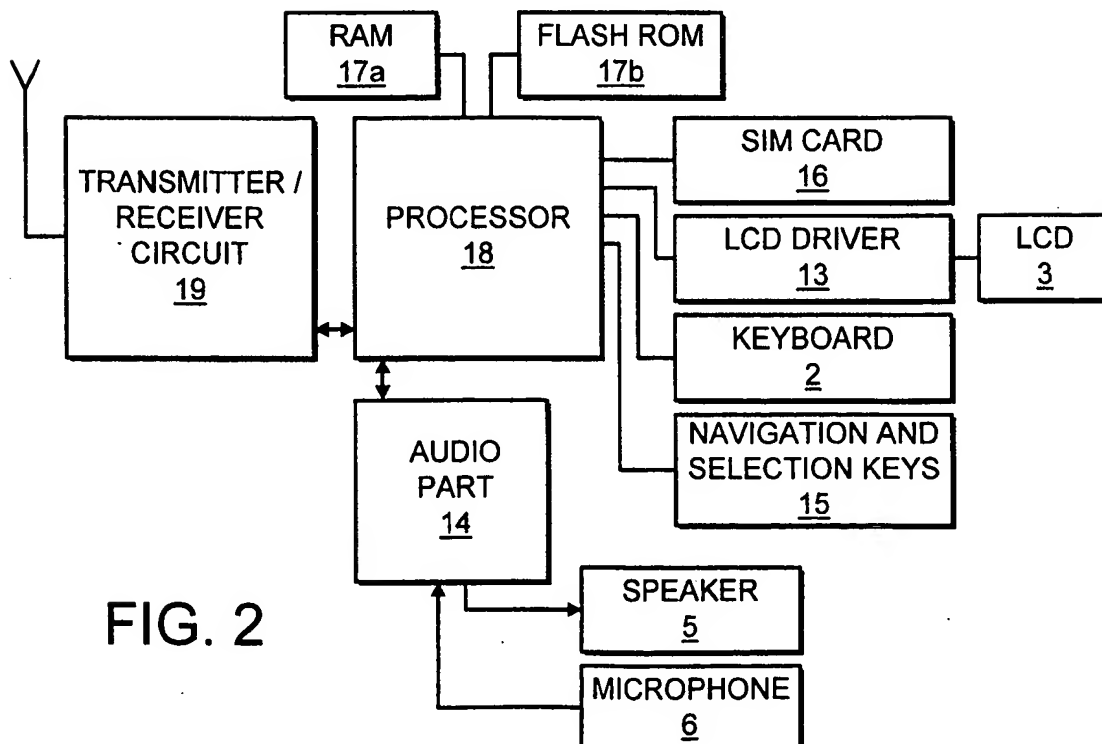 RAM
17a
FLASH ROM
17b
TRANSMITTER /
RECEIVER
CIRCUIT
19
PROCESSOR
18
SIM CARD
16
LCD DRIVER
13
LCD
3
KEYBOARD
2
NAVIGATION AND
SELECTION KEYS
15
AUDIO
PART
14
SPEAKER
5
MICROPHONE
6
FIG. 2